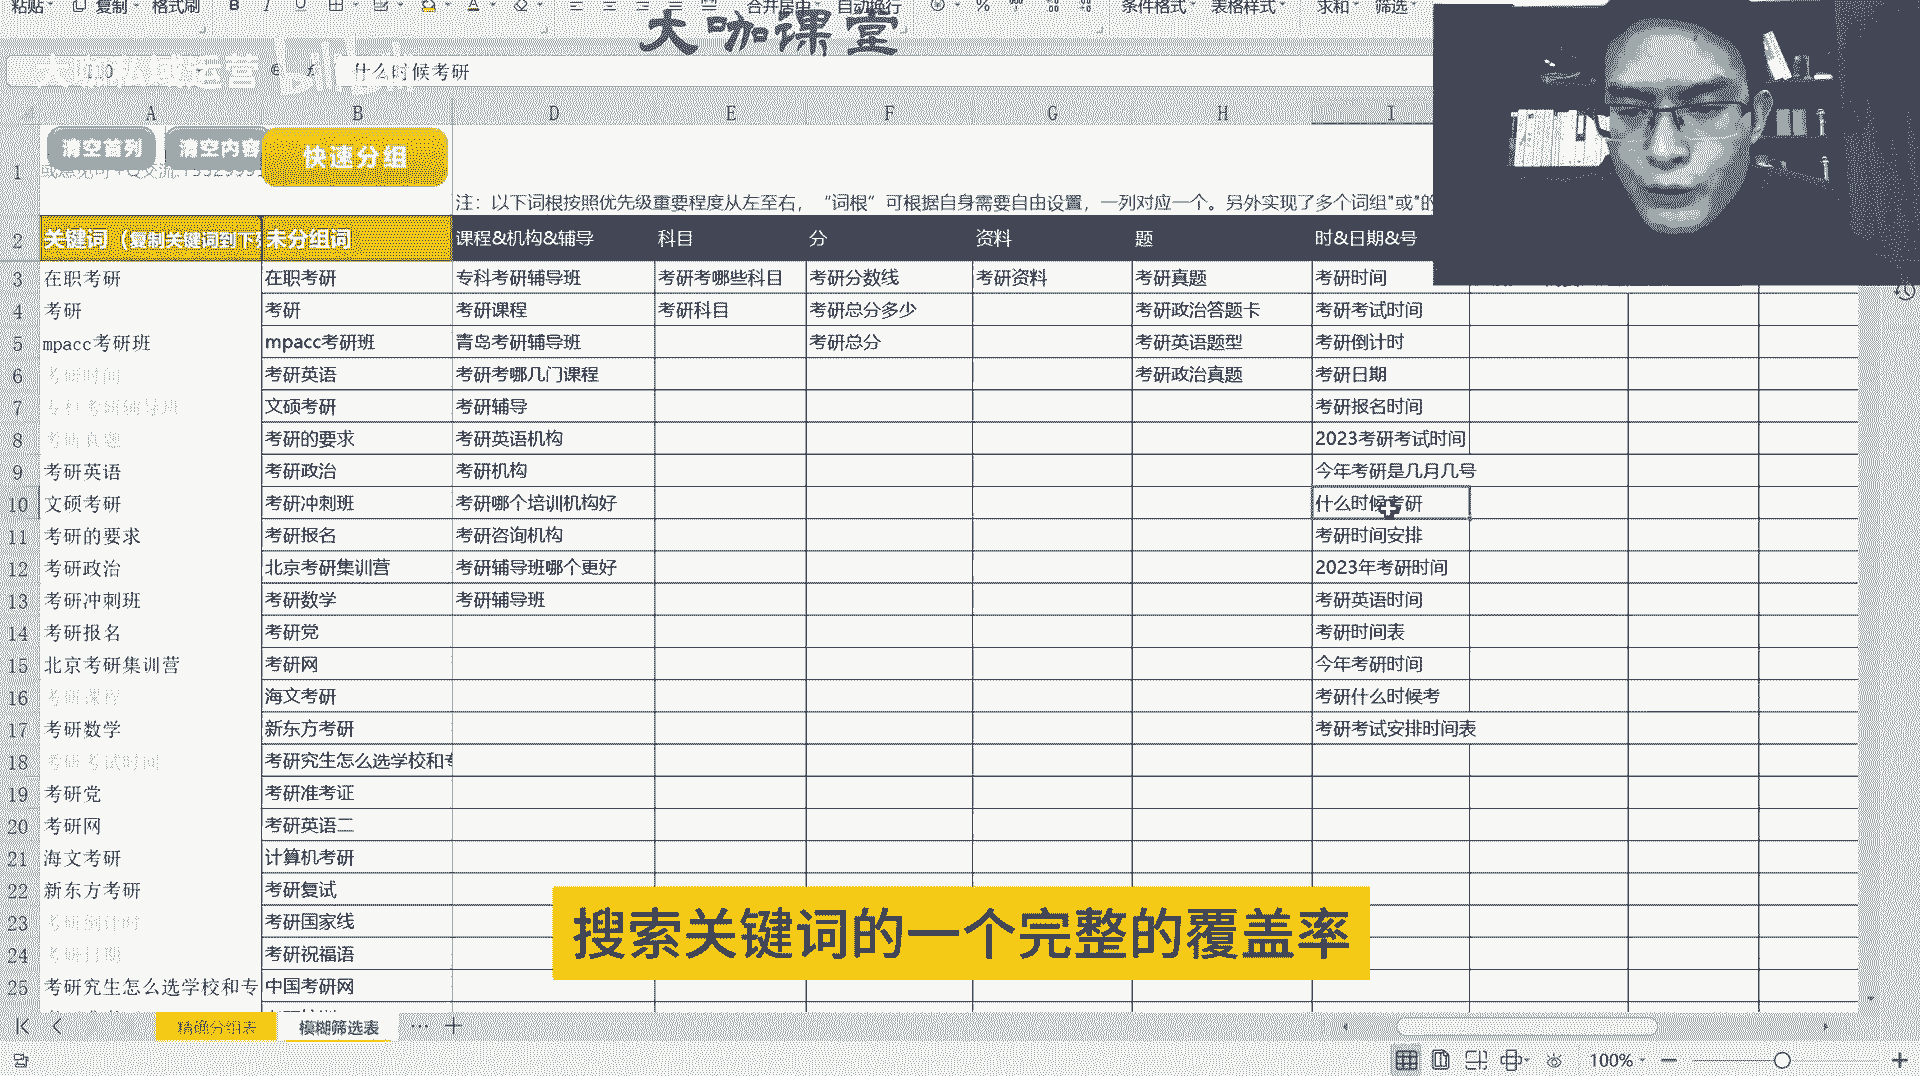 粘贴 复制 格式刷 B I U A 合并居中 自动换行 % 条件格式 表格样式 求和 筛选
大咖课堂
大咖私域运营 bilibili
什么时候考研
A B D E F G H I
清空首列 清空内容 快速分组
1
注：以下词根按照优先级重要程度从左至右，“词根”可根据自身需要自由设置，一列对应一个。另外实现了多个词组"或"的
2 关键词（复制关键词到下列 未分组词 课程&机构&辅导 科目 分 资料 题 时&日期&号
3 在职考研 在职考研 专科考研辅导班 考研考哪些科目 考研分数线 考研资料 考研真题 考研时间
4 考研 考研 考研课程 考研科目 考研总分多少 考研政治答题卡 考研考试时间
5 mpacc考研班 mpacc考研班 青岛考研辅导班 考研总分 考研英语题型 考研倒计时
6 考研时间 考研英语 考研考哪几门课程 考研政治真题 考研日期
7 专科考研辅导班 文硕考研 考研辅导 考研报名时间
8 考研真题 考研的要求 考研英语机构 2023考研考试时间
9 考研英语 考研政治 考研机构 今年考研是几月几号
10 文硕考研 考研冲刺班 考研哪个培训机构好 什么时候考研
11 考研的要求 考研报名 考研咨询机构 考研时间安排
12 考研政治 北京考研集训营 考研辅导班哪个更好 2023年考研时间
13 考研冲刺班 考研数学 考研辅导班 考研英语时间
14 考研报名 考研党 考研时间表
15 北京考研集训营 考研网 今年考研时间
16 考研课程 海文考研 考研什么时候考
17 考研数学 新东方考研 考研考试安排时间表
18 考研考试时间 考研究生怎么选学校和专
19 考研党 考研准考证
20 考研网 考研英语二
21 海文考研 计算机考研
22 新东方考研 考研复试
23 考研倒计时 考研国家线
24 考研日期 考研祝福语
25 考研究生怎么选学校和专 中国考研网
搜索关键词的一个完整的覆盖率
精确分组表 模糊筛选表
100%